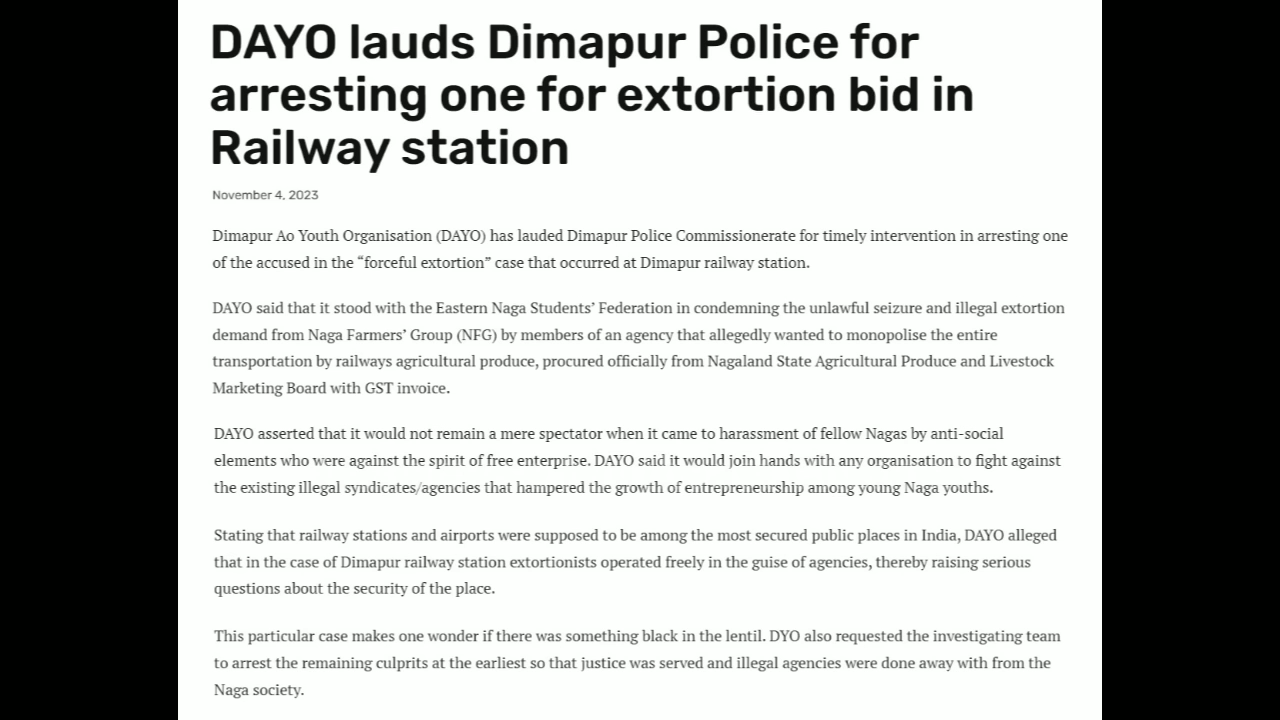 DAYO lauds Dimapur Police for
arresting one for extortion bid in
Railway station
November 4, 2023
Dimapur Ao Youth Organisation (DAYO) has lauded Dimapur Police Commissionerate for timely intervention in arresting one
of the accused in the “forceful extortion” case that occurred at Dimapur railway station.
DAYO said that it stood with the Eastern Naga Students’ Federation in condemning the unlawful seizure and illegal extortion
demand from Naga Farmers’ Group (NFG) by members of an agency that allegedly wanted to monopolise the entire
transportation by railways agricultural produce, procured officially from Nagaland State Agricultural Produce and Livestock
Marketing Board with GST invoice.
DAYO asserted that it would not remain a mere spectator when it came to harassment of fellow Nagas by anti-social
elements who were against the spirit of free enterprise. DAYO said it would join hands with any organisation to fight against
the existing illegal syndicates/agencies that hampered the growth of entrepreneurship among young Naga youths.
Stating that railway stations and airports were supposed to be among the most secured public places in India, DAYO alleged
that in the case of Dimapur railway station extortionists operated freely in the guise of agencies, thereby raising serious
questions about the security of the place.
This particular case makes one wonder if there was something black in the lentil. DYO also requested the investigating team
to arrest the remaining culprits at the earliest so that justice was served and illegal agencies were done away with from the
Naga society.